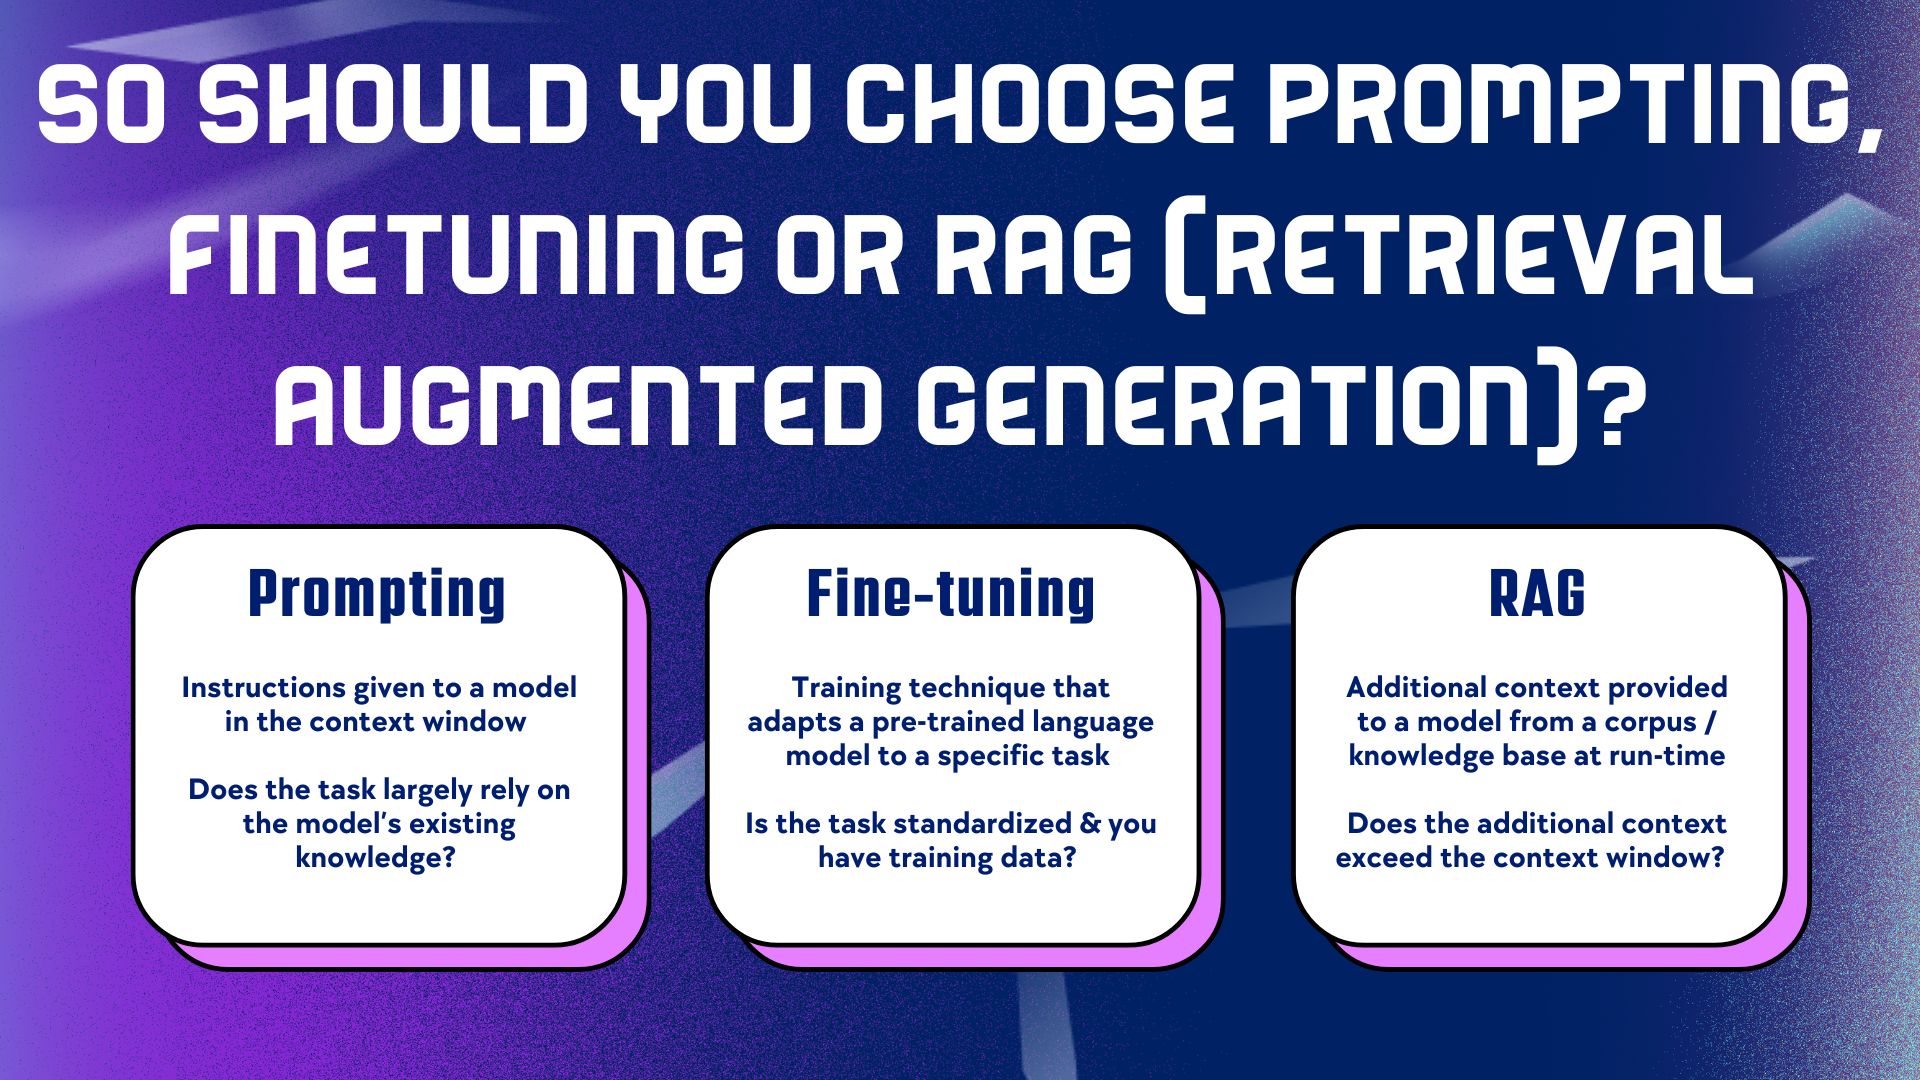 SO SHOULD YOU CHOOSE PROMPTING,
FINETUNING OR RAG (RETRIEVAL
AUGMENTED GENERATION)?
Prompting
Instructions given to a model
in the context window
Does the task largely rely on
the model's existing
knowledge?
Fine-tuning
Training technique that
adapts a pre-trained language
model to a specific task
Is the task standardized & you
have training data?
RAG
Additional context provided
to a model from a corpus /
knowledge base at run-time
Does the additional context
exceed the context window?